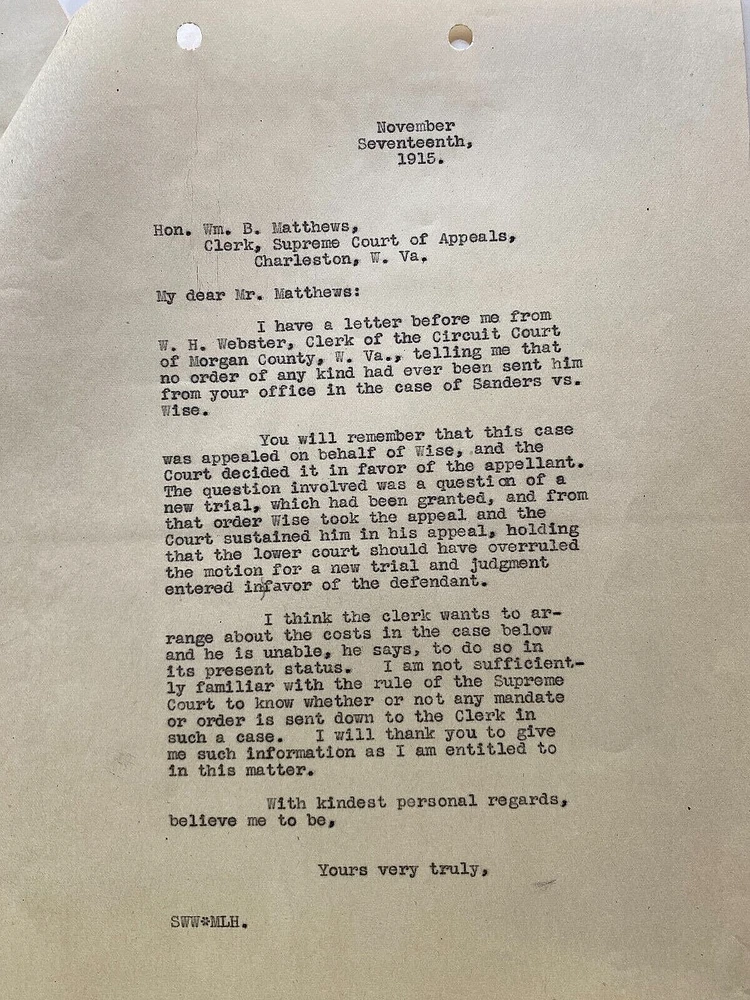 November
Seventeenth,
1915.
Hon. Wm. B. Matthews,
Clerk, Supreme Court of Appeals,
Charleston, W. Va.
My dear Mr. Matthews:
I have a letter before me from
W. H. Webster, Clerk of the Circuit Court
of Morgan County, W. Va., telling me that
no order of any kind had ever been sent him
from your office in the case of Sanders vs.
Wise.
You will remember that this case
was appealed on behalf of Wise, and the
Court decided it in favor of the appellant.
The question involved was a question of a
new trial, which had been granted, and from
that order Wise took the appeal and the
Court sustained him in his appeal, holding
that the lower court should have overruled
the motion for a new trial and judgment
entered in/favor of the defendant.
I think the clerk wants to ar-
range about the costs in the case below
and he is unable, he says, to do so in
its present status. I am not sufficient-
ly familiar with the rule of the Supreme
Court to know whether or not any mandate
or order is sent down to the Clerk in
such a case. I will thank you to give
me such information as I am entitled to
in this matter.
With kindest personal regards,
believe me to be,
Yours very truly,
SWW*MLH.